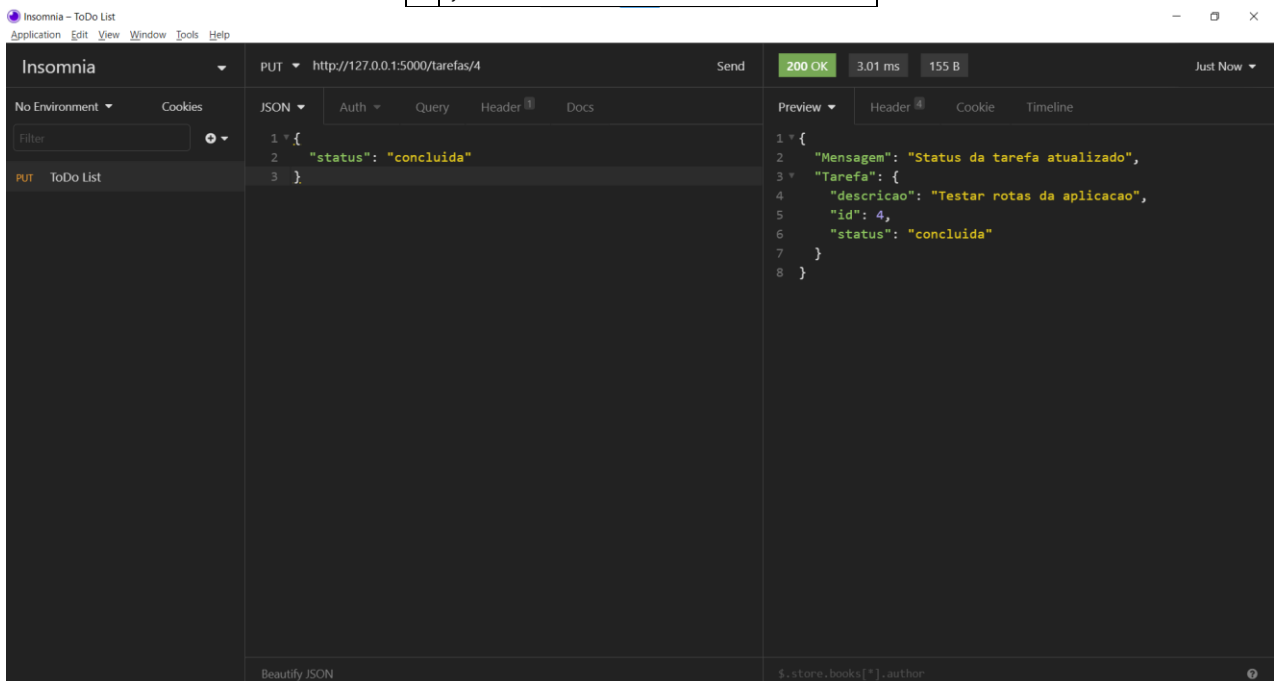 Insomnia – ToDo List
Application Edit View Window Tools Help
Insomnia
PUT http://127.0.0.1:5000/tarefas/4 Send
200 OK 3.01 ms 155 B Just Now
No Environment Cookies
JSON Auth Query Header 1 Docs
Preview Header 4 Cookie Timeline
Filter
PUT ToDo List
1 {
2 "status": "concluida"
3 }
1 {
2 "Mensagem": "Status da tarefa atualizado",
3 "Tarefa": {
4 "descricao": "Testar rotas da aplicacao",
5 "id": 4,
6 "status": "concluida"
7 }
8 }
Beautify JSON
$.store.books[*].author